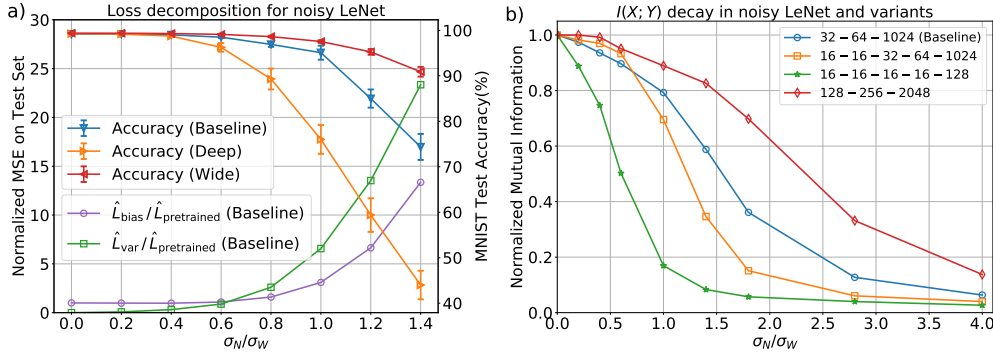 a)
Loss decomposition for noisy LeNet
Normalized MSE on Test Set
30
25
20
15
10
5
0
Accuracy (Baseline)
Accuracy (Deep)
Accuracy (Wide)
L̂bias/L̂pretrained (Baseline)
L̂var/L̂pretrained (Baseline)
100
90
80
70
60
50
40
MNIST Test Accuracy(%)
0.0 0.2 0.4 0.6 0.8 1.0 1.2 1.4
σN/σW
b)
I(X; Y) decay in noisy LeNet and variants
Normalized Mutual Information
1.0
0.8
0.6
0.4
0.2
0.0
32−64−1024 (Baseline)
16−16−32−64−1024
16−16−16−16−128
128−256−2048
0.0 0.5 1.0 1.5 2.0 2.5 3.0 3.5 4.0
σN/σW